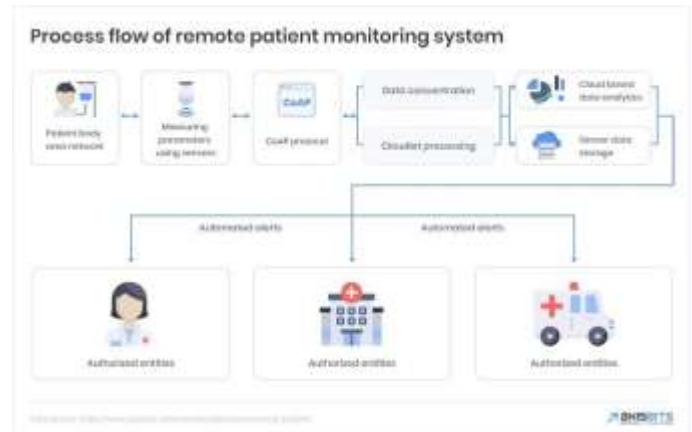 Process flow of remote patient monitoring system
Patient body
area network
Measuring
parameters
using sensors
CoAP
CoAP protocol
Data concentration
Cloudlet processing
Cloud based
data analytics
Sensor data
storage
Automated alerts
Automated alerts
Authorized entities
Authorized entities
Authorized entities